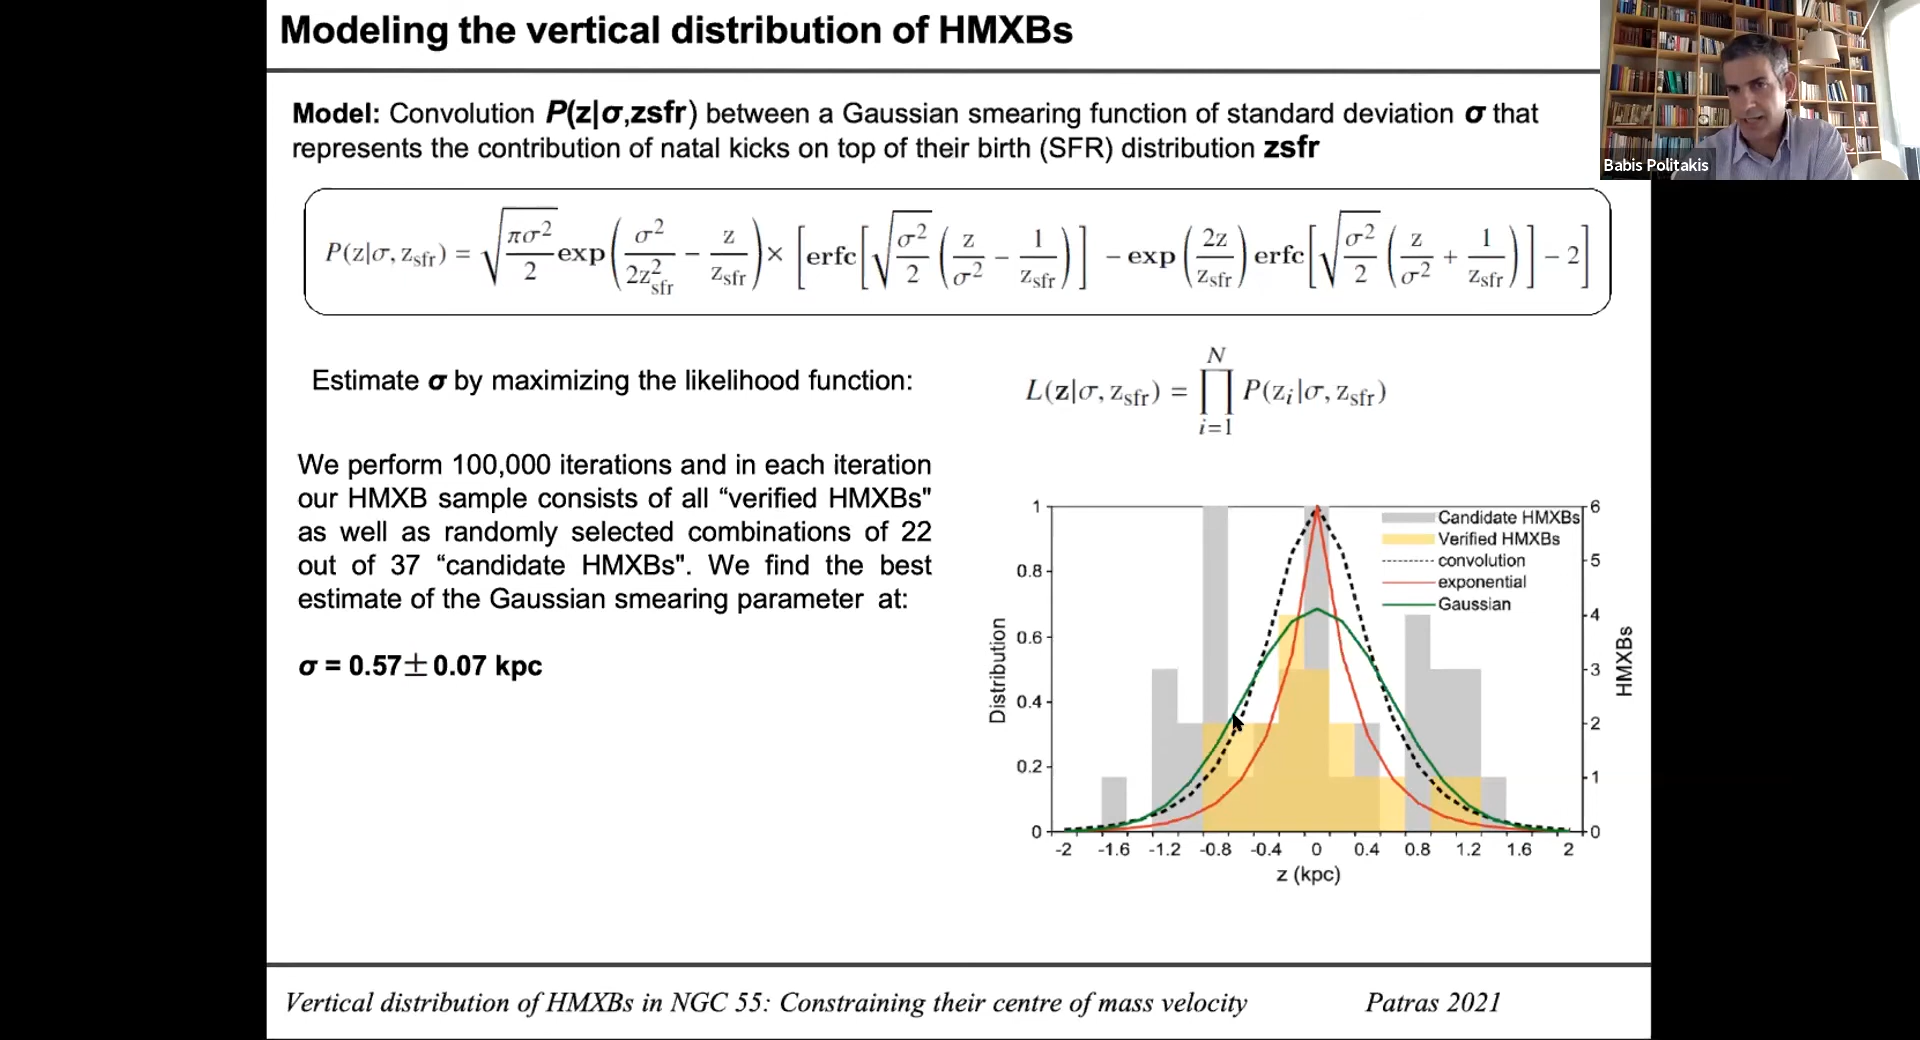 Modeling the vertical distribution of HMXBs
Model: Convolution P(z|σ,zsfr) between a Gaussian smearing function of standard deviation σ that
represents the contribution of natal kicks on top of their birth (SFR) distribution zsfr
Babis Politakis
P(z|σ, z_sfr) = √(πσ²/2) exp(σ²/2z²_sfr − z/z_sfr) × [erfc[√(σ²/2) (z/σ² − 1/z_sfr)] − exp(2z/z_sfr) erfc[√(σ²/2) (z/σ² + 1/z_sfr)] − 2]
Estimate σ by maximizing the likelihood function:
L(z|σ, z_sfr) = ∏_{i=1}^{N} P(z_i|σ, z_sfr)
We perform 100,000 iterations and in each iteration
our HMXB sample consists of all “verified HMXBs"
as well as randomly selected combinations of 22
out of 37 “candidate HMXBs". We find the best
estimate of the Gaussian smearing parameter at:
σ = 0.57±0.07 kpc
Candidate HMXBs
Verified HMXBs
convolution
exponential
Gaussian
Distribution
1
0.8
0.6
0.4
0.2
0
6
5
4
3
2
1
0
HMXBs
-2 -1.6 -1.2 -0.8 -0.4 0 0.4 0.8 1.2 1.6 2
z (kpc)
Vertical distribution of HMXBs in NGC 55: Constraining their centre of mass velocity
Patras 2021